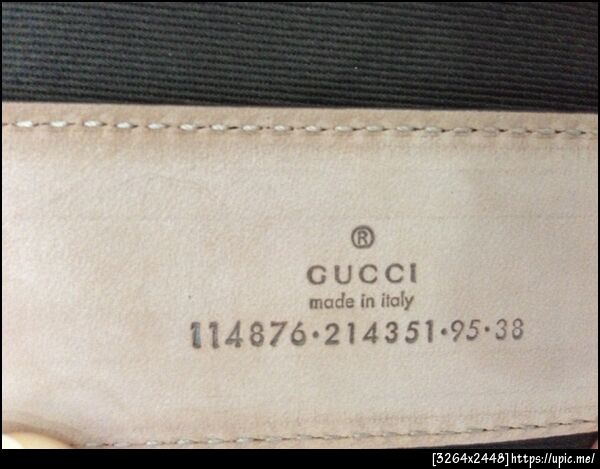 ®
GUCCI
made in italy
114876·214351·95·38
[3264x2448]https://upic.me/